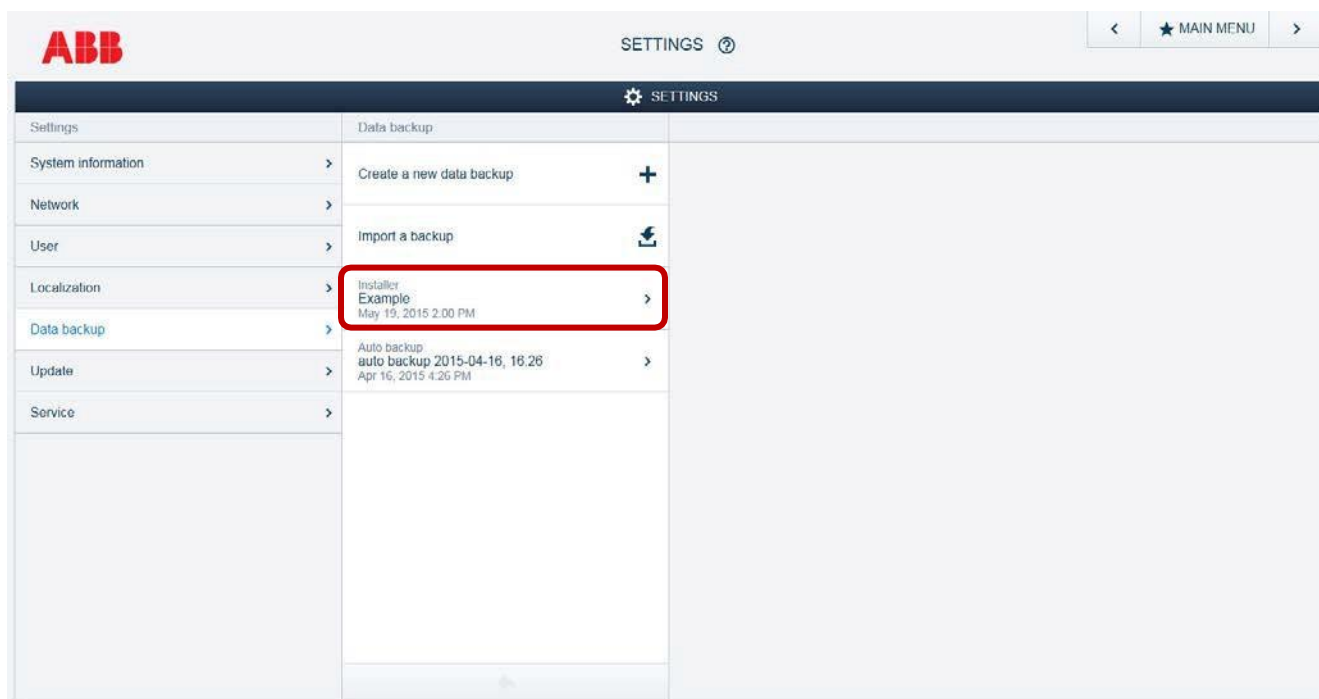 ABB
SETTINGS
MAIN MENU
SETTINGS
Settings
System information
Network
User
Localization
Data backup
Update
Service
Data backup
Create a new data backup
Import a backup
Installer
Example
May 19, 2015 2.00 PM
Auto backup
auto backup 2015-04-16, 16.26
Apr 16, 2015 4:26 PM